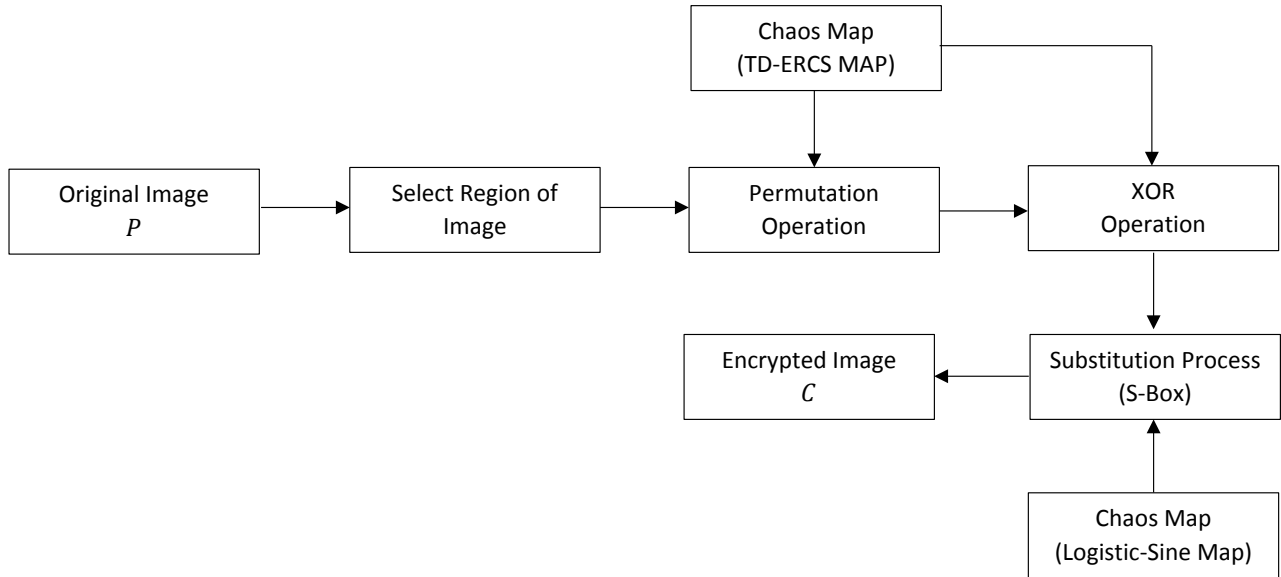 Chaos Map
(TD-ERCS MAP)
Original Image
P
Select Region of
Image
Permutation
Operation
XOR
Operation
Encrypted Image
C
Substitution Process
(S-Box)
Chaos Map
(Logistic-Sine Map)